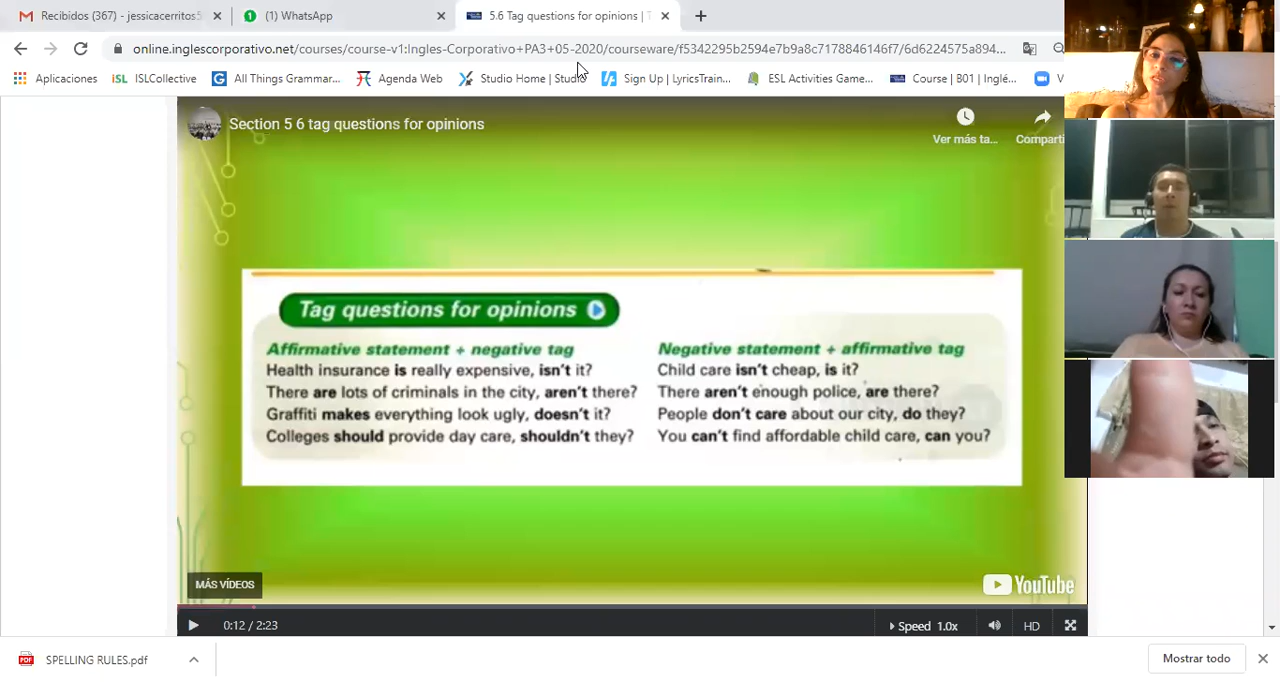 Recibidos (367) - jessicacerritos5
(1) WhatsApp
5.6 Tag questions for opinions | T
online.inglescorporativo.net/courses/course-v1:Ingles-Corporativo+PA3+05-2020/courseware/f5342295b2594e7b9a8c7178846146f7/6d6224575a894...
Aplicaciones
iSL ISLCollective
All Things Grammar...
Agenda Web
Studio Home | Studi
Sign Up | LyricsTrain...
ESL Activities Game...
Course | B01 | Inglé...
V
Section 5 6 tag questions for opinions
Ver más ta...
Comparti
Tag questions for opinions
Affirmative statement + negative tag
Health insurance is really expensive, isn't it?
There are lots of criminals in the city, aren't there?
Graffiti makes everything look ugly, doesn't it?
Colleges should provide day care, shouldn't they?
Negative statement + affirmative tag
Child care isn't cheap, is it?
There aren't enough police, are there?
People don't care about our city, do they?
You can't find affordable child care, can you?
MÁS VÍDEOS
YouTube
0:12 / 2:23
Speed 1.0x
HD
SPELLING RULES.pdf
Mostrar todo